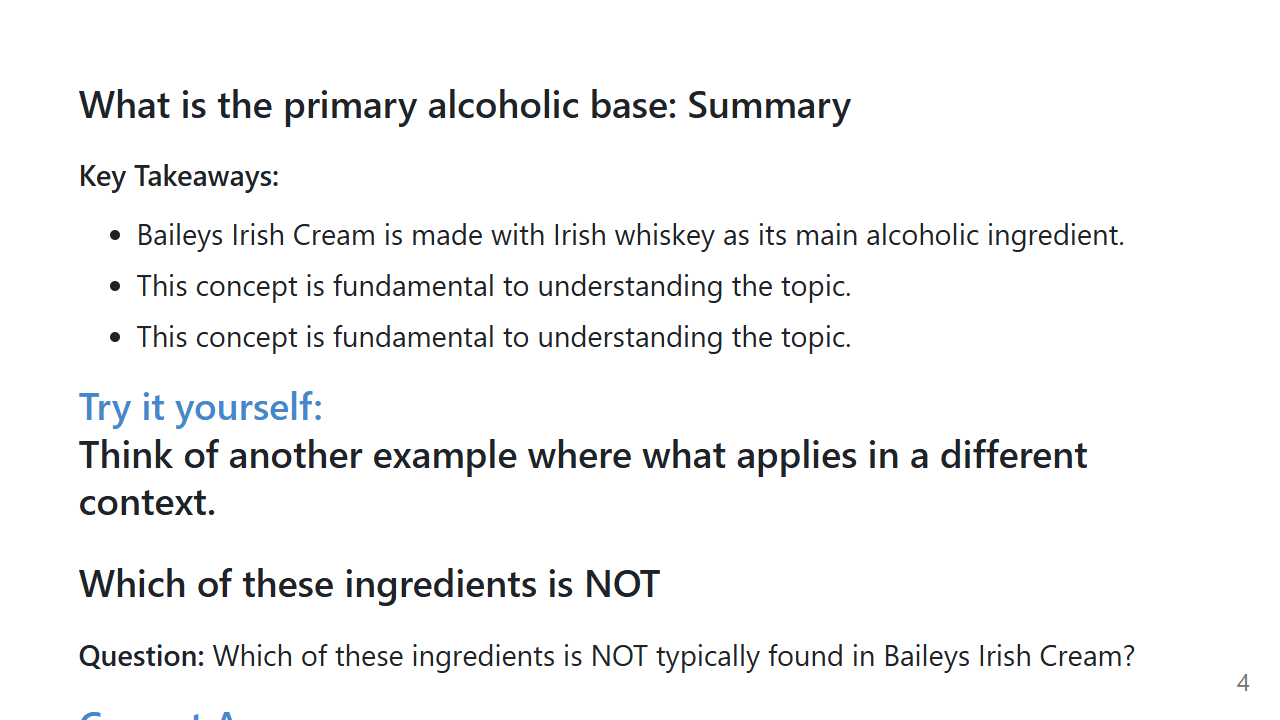 What is the primary alcoholic base: Summary
Key Takeaways:
• Baileys Irish Cream is made with Irish whiskey as its main alcoholic ingredient.
• This concept is fundamental to understanding the topic.
• This concept is fundamental to understanding the topic.
Try it yourself:
Think of another example where what applies in a different
context.
Which of these ingredients is NOT
Question: Which of these ingredients is NOT typically found in Baileys Irish Cream?
4